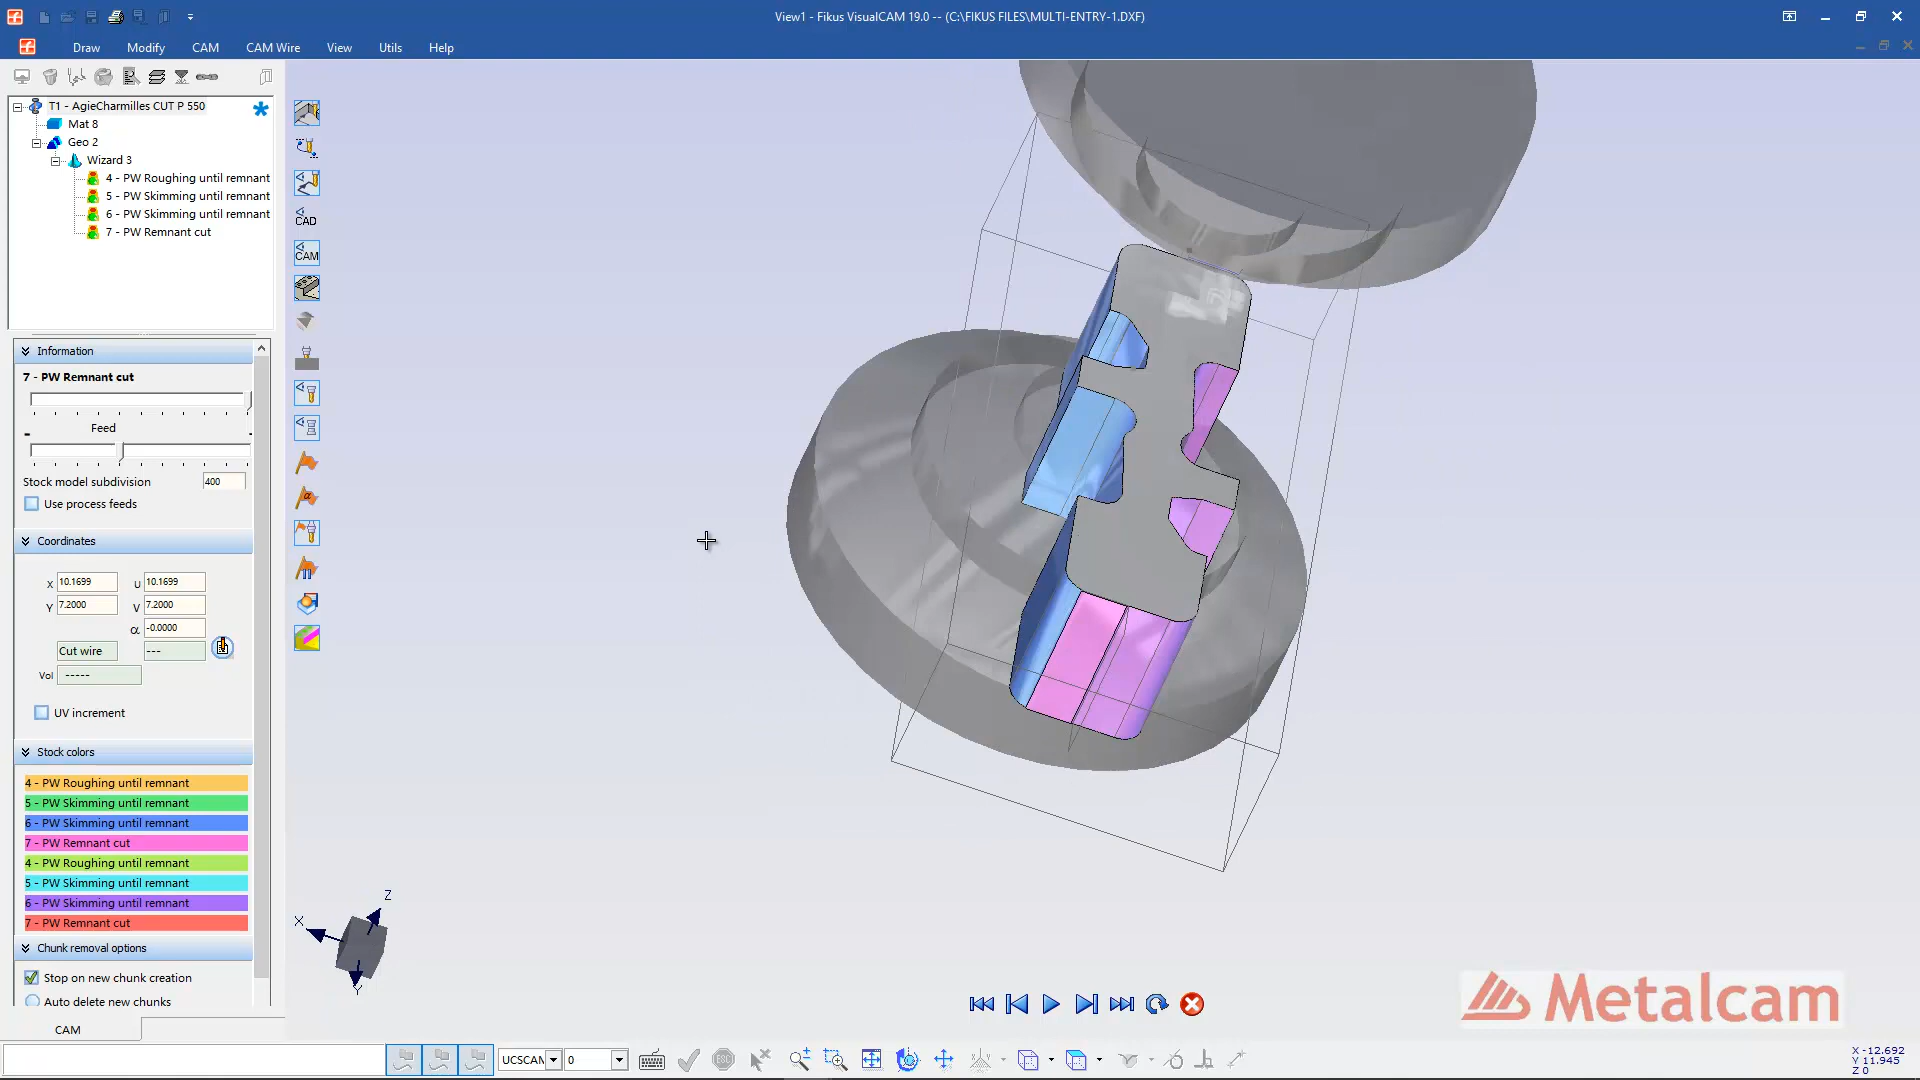 View1 - Fikus VisualCAM 19.0 -- (C:\FIKUS FILES\MULTI-ENTRY-1.DXF)
Draw Modify CAM CAM Wire View Utils Help
T1 - AgieCharmilles CUT P 550
Mat 8
Geo 2
Wizard 3
4 - PW Roughing until remnant
5 - PW Skimming until remnant
6 - PW Skimming until remnant
7 - PW Remnant cut
CAD
CAM
Information
7 - PW Remnant cut
Feed
Stock model subdivision 400
Use process feeds
Coordinates
X 10.1699 U 10.1699
Y 7.2000 V 7.2000
α -0.0000
Cut wire ---
Vol -----
UV increment
Stock colors
4 - PW Roughing until remnant
5 - PW Skimming until remnant
6 - PW Skimming until remnant
7 - PW Remnant cut
4 - PW Roughing until remnant
5 - PW Skimming until remnant
6 - PW Skimming until remnant
7 - PW Remnant cut
Chunk removal options
Stop on new chunk creation
Auto delete new chunks
CAM
Z
X
Y
Metalcam
UCSCAM 0
ESC
X -12.692
Y 11.945
Z 0